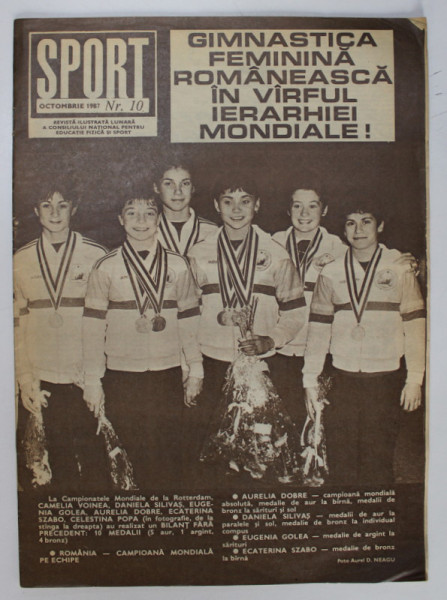 SPORT
OCTOMBRIE 1987 Nr. 10
REVISTĂ ILUSTRATĂ LUNARĂ
A CONSILIULUI NAȚIONAL PENTRU
EDUCAȚIE FIZICĂ ȘI SPORT
GIMNASTICA
FEMININĂ
ROMÂNEASCĂ
ÎN VÎRFUL
IERARHIEI
MONDIALE !
La Campionatele Mondiale de la Rotterdam,
CAMELIA VOINEA, DANIELA SILIVAȘ, EUGE-
NIA GOLEA, AURELIA DOBRE, ECATERINA
SZABO, CELESTINA POPA (în fotografie, de la
stînga la dreapta) au realizat un BILANȚ FĂRĂ
PRECEDENT: 10 MEDALII (5 aur, 1 argint,
4 bronz)
● ROMÂNIA — CAMPIOANĂ MONDIALĂ
PE ECHIPE
● AURELIA DOBRE — campioană mondială
absolută, medalie de aur la bîrnă, medalii de
bronz la sărituri și sol
● DANIELA SILIVAȘ — medalii de aur la
paralele și sol, medalie de bronz la individual
compus
● EUGENIA GOLEA — medalie de argint la
sărituri
● ECATERINA SZABO — medalie de bronz
la bîrnă
Foto Aurel D. NEAGU